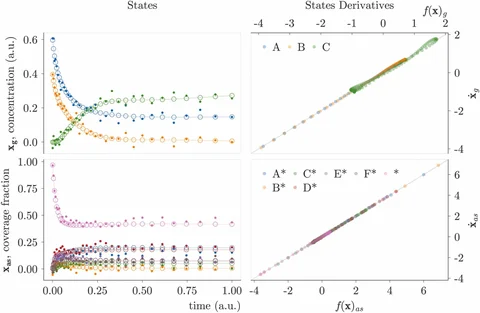 States
States Derivatives
f(x)g
-4 -3 -1 0 1 2
A B C
xg, concentration (a.u.)
0.6
0.4
0.2
0.0
2
0
-2
-4
ẋg
xas, coverage fraction
1.00
0.75
0.50
0.25
0.00
A* C* E* F* *
B* D*
6
4
2
0
-2
-4
ẋas
0.00 0.25 0.50 0.75 1.00
time (a.u.)
-4 -2 0 2 4 6
f(x)as